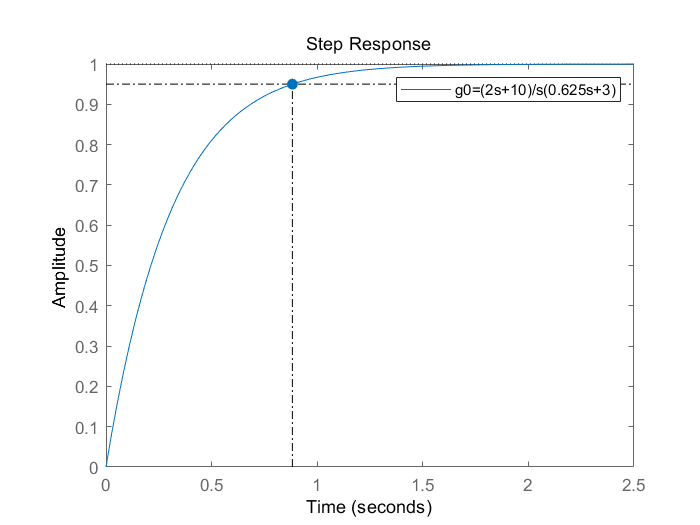 Step Response
1
0.9
0.8
0.7
0.6
0.5
0.4
0.3
0.2
0.1
0
Amplitude
g0=(2s+10)/s(0.625s+3)
0 0.5 1 1.5 2 2.5
Time (seconds)